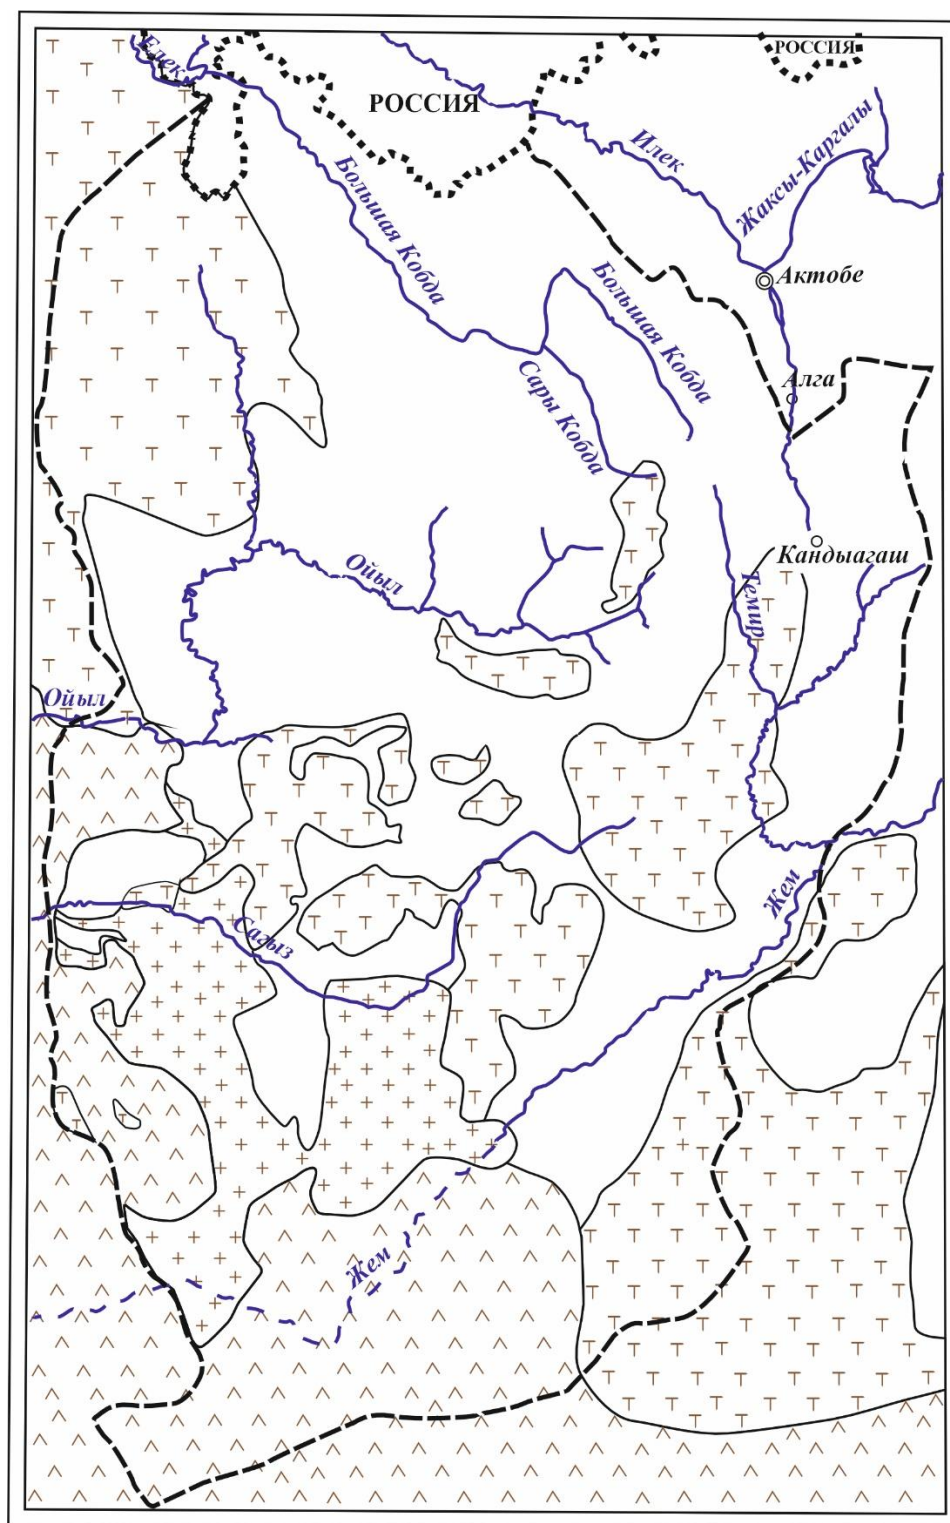 Елек
РОССИЯ
РОССИЯ
Илек
Жаксы-Каргалы
Большая Кобда
Актобе
Большая Кобда
Сары Кобда
Алга
Кандыагаш
Ойыл
Темир
Ойыл
Жем
Сагыз
Жем